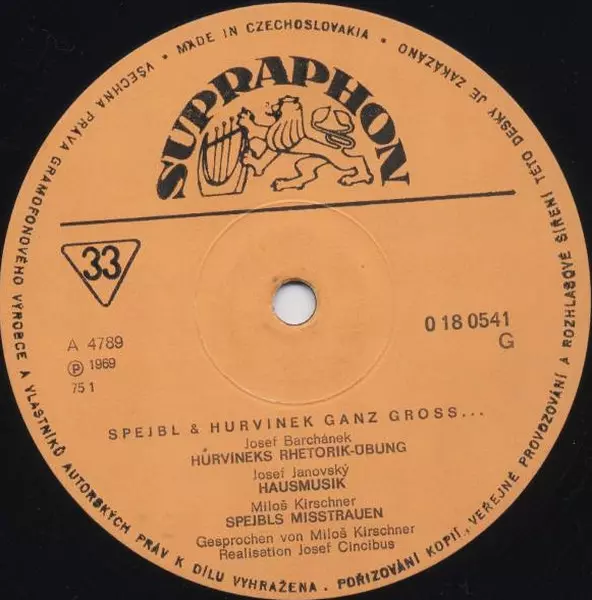 SUPRAPHON
33
A 4789
Ⓟ 1969
75 1
0 18 0541
G
SPEJBL & HURVINEK GANZ GROSS...
Josef Barchánek
HŮRVINEKS RHETORIK-ÜBUNG
Josef Janovský
HAUSMUSIK
Miloš Kirschner
SPEJBLS MISSTRAUEN
Gesprochen von Miloš Kirschner
Realisation Josef Cincibus
MADE IN CZECHOSLOVAKIA • VŠECHNA PRÁVA GRAMOFONOVÉHO VÝROBCE A VLASTNÍKŮ AUTORSKÝCH PRÁV K DÍLU VYHRAŽENA. POŘIZOVÁNÍ KOPIÍ, VEŘEJNÉ PROVOZOVÁNÍ A ROZHLASOVÉ ŠÍŘENÍ TÉTO DESKY JE ZAKÁZÁNO •